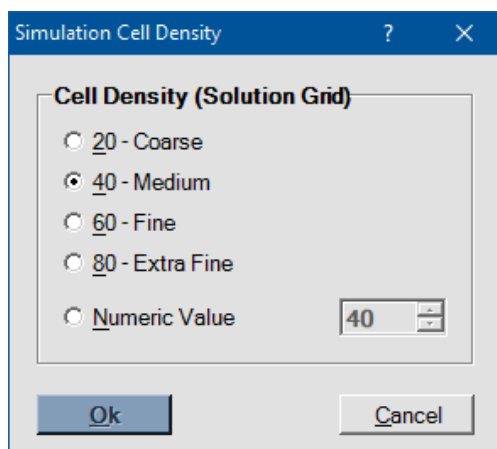 Simulation Cell Density ? ×
Cell Density (Solution Grid)
20 - Coarse
40 - Medium
60 - Fine
80 - Extra Fine
Numeric Value 40
Ok Cancel